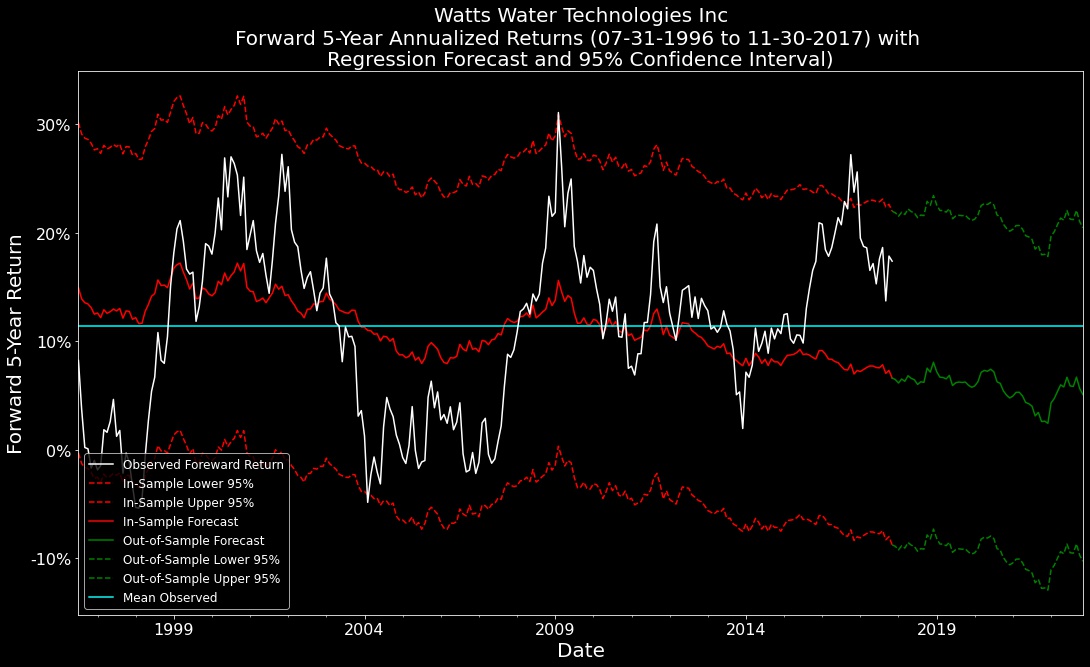 Watts Water Technologies Inc
Forward 5-Year Annualized Returns (07-31-1996 to 11-30-2017) with
Regression Forecast and 95% Confidence Interval)
Forward 5-Year Return
30%
20%
10%
0%
-10%
Observed Foreward Return
In-Sample Lower 95%
In-Sample Upper 95%
In-Sample Forecast
Out-of-Sample Forecast
Out-of-Sample Lower 95%
Out-of-Sample Upper 95%
Mean Observed
1999
2004
2009
2014
2019
Date